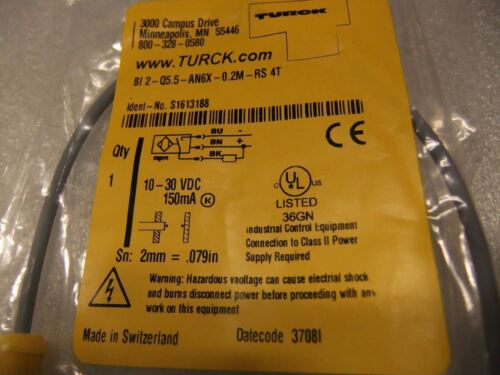 3000 Campus Drive
Minneapolis, MN 55446
800-328-0580
TURCK
www.TURCK.com
BI 2-Q5.5-AN6X-0.2M-RS 4T
Ident-No. S1613188
Qty
1
BU -
BN +
BK
npn
CE
10-30 VDC
150mA K
C UL US
LISTED
36GN
Industrial Control Equipment
Connection to Class II Power
Supply Required
Sn: 2mm = .079in
Warning: Hazardous vaoltage can cause electrial shock
and burns disconnect power before proceeding with any
work on this equipment
Made in Switzerland
Datecode 3708I